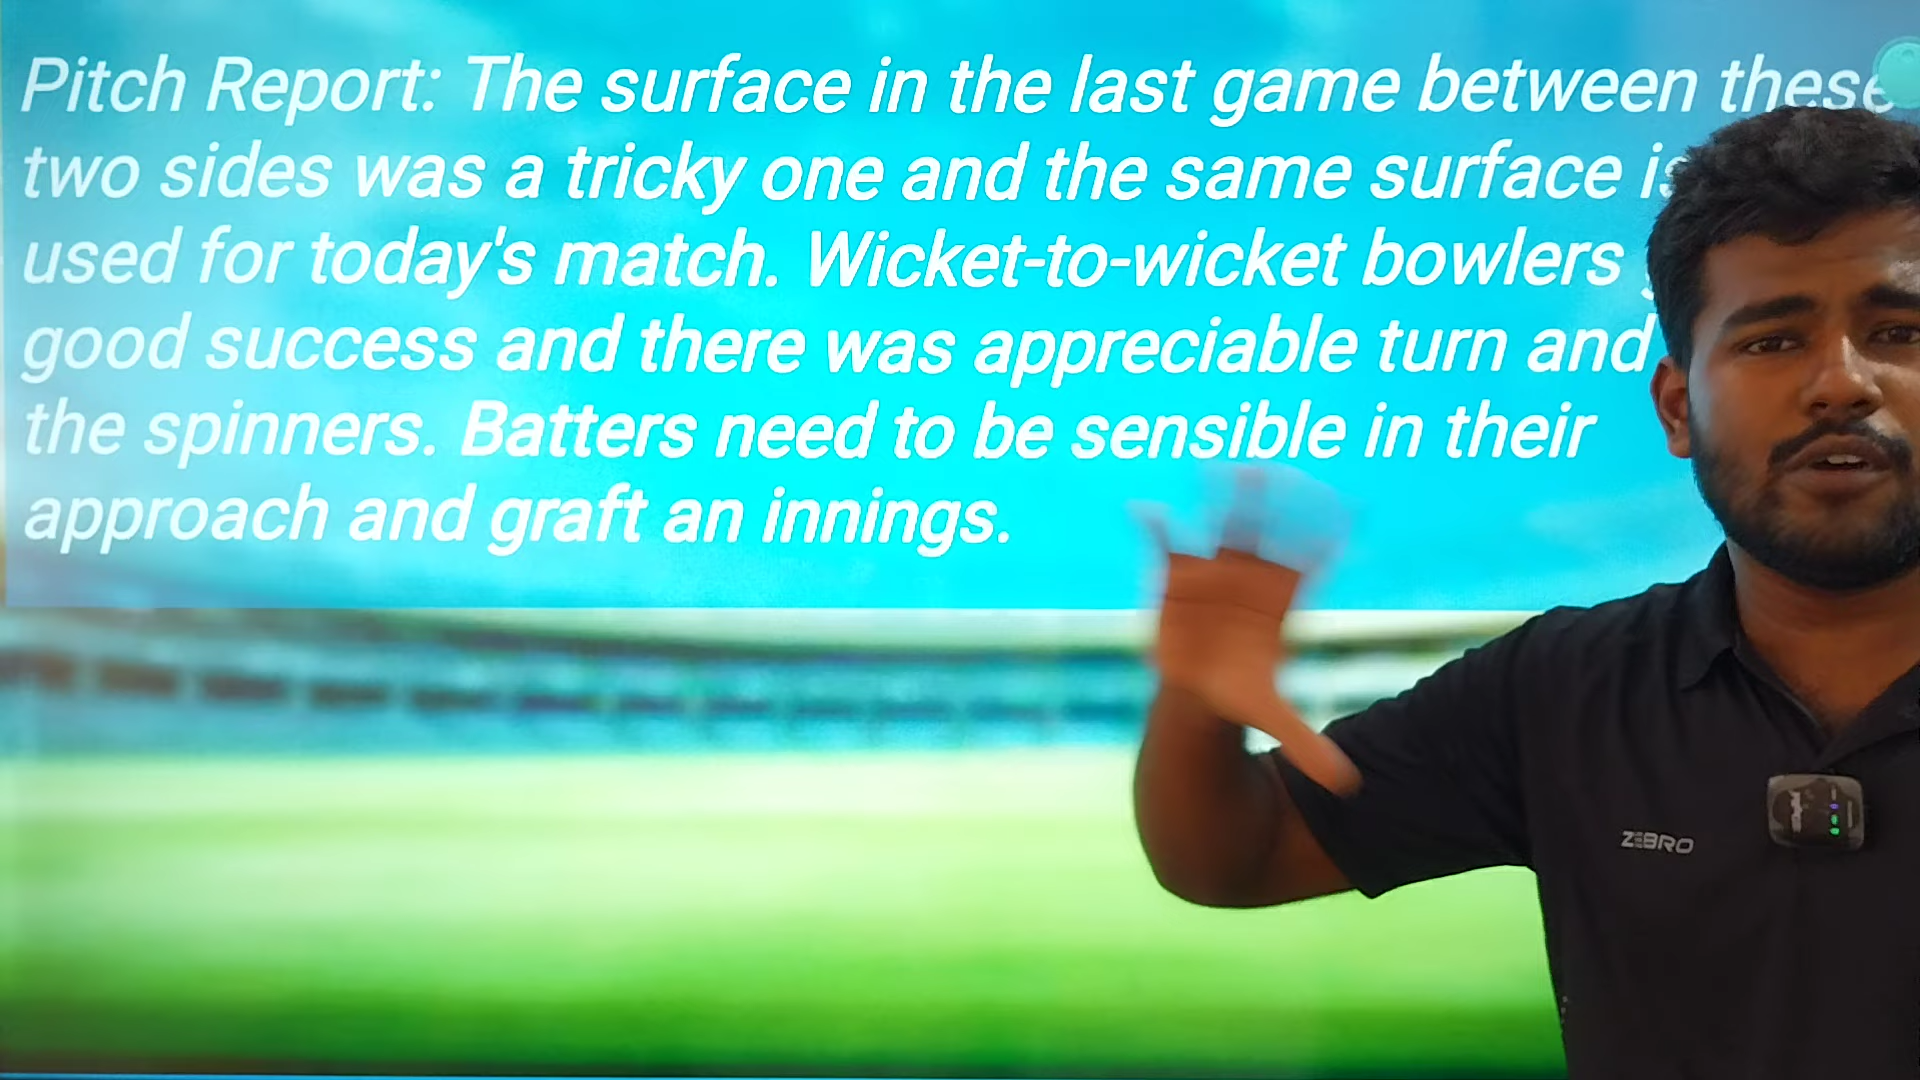 Pitch Report: The surface in the last game between these
two sides was a tricky one and the same surface is
used for today's match. Wicket-to-wicket bowlers
good success and there was appreciable turn and
the spinners. Batters need to be sensible in their
approach and graft an innings.
ZEBRO